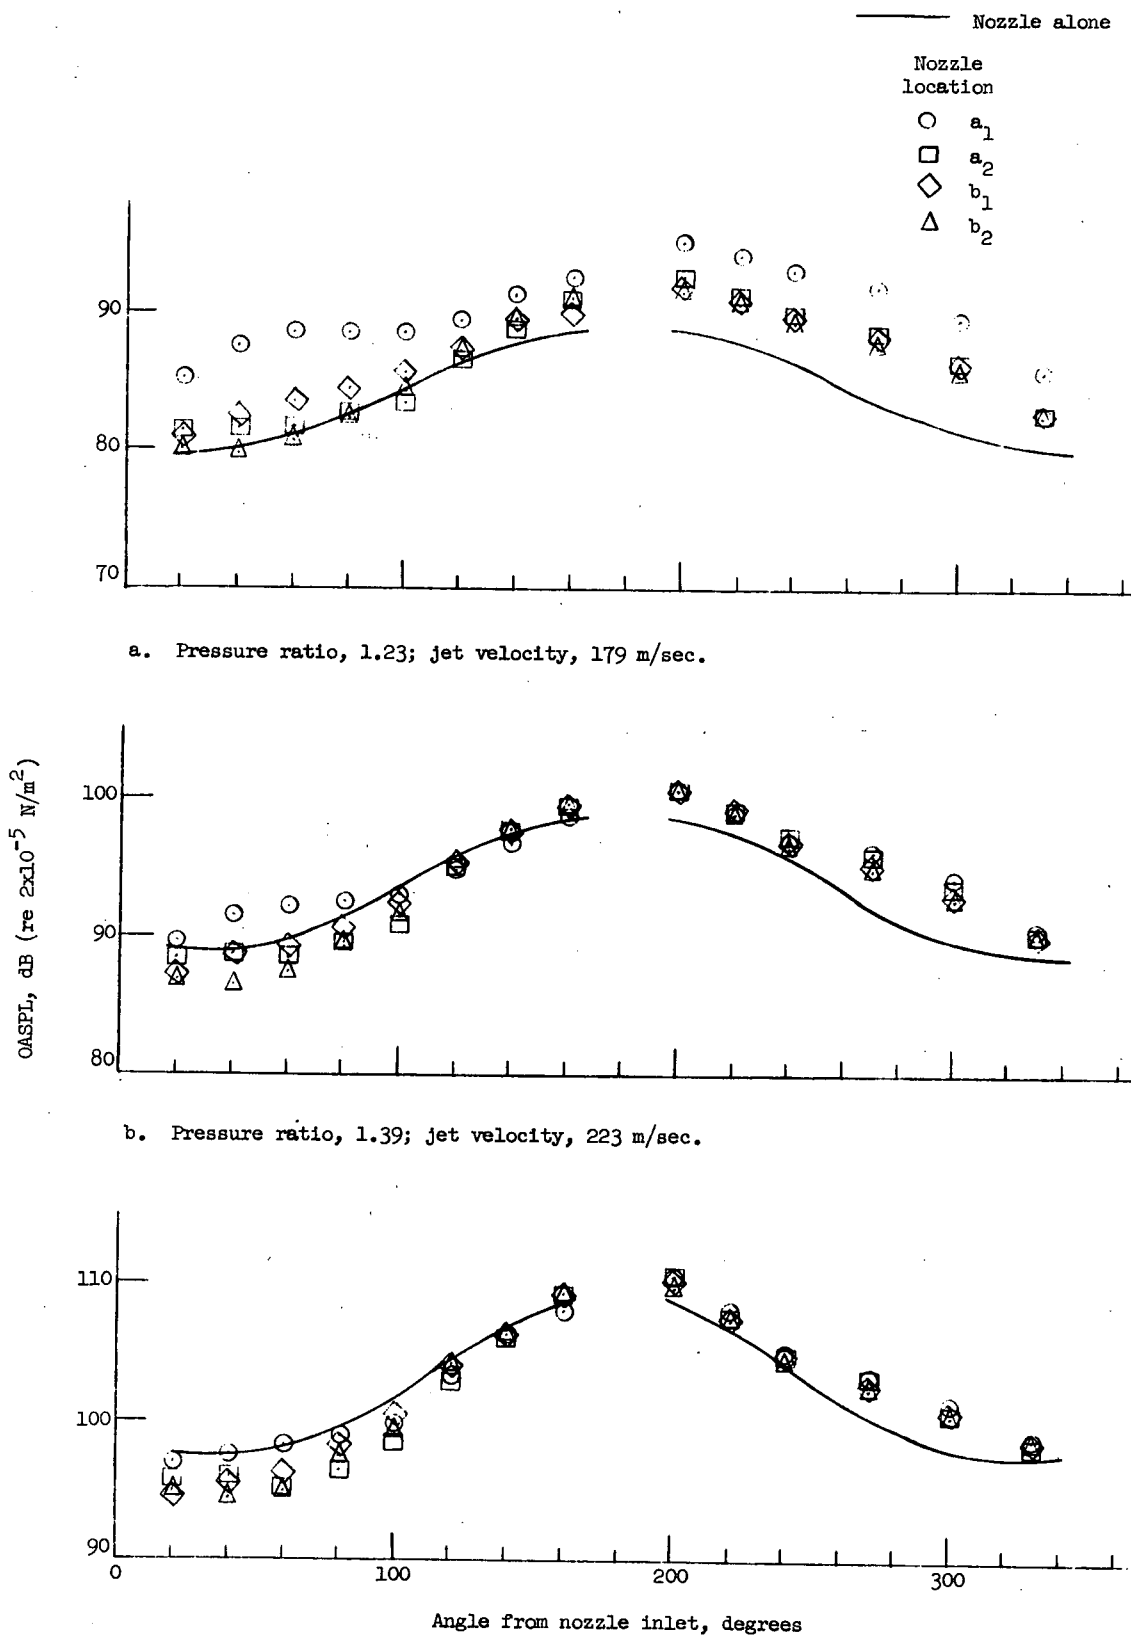 Nozzle alone
Nozzle
location
a1
a2
b1
b2
90
80
70
a. Pressure ratio, 1.23; jet velocity, 179 m/sec.
OASPL, dB (re 2x10-5 N/m2)
100
90
80
b. Pressure ratio, 1.39; jet velocity, 223 m/sec.
110
100
90
0 100 200 300
Angle from nozzle inlet, degrees